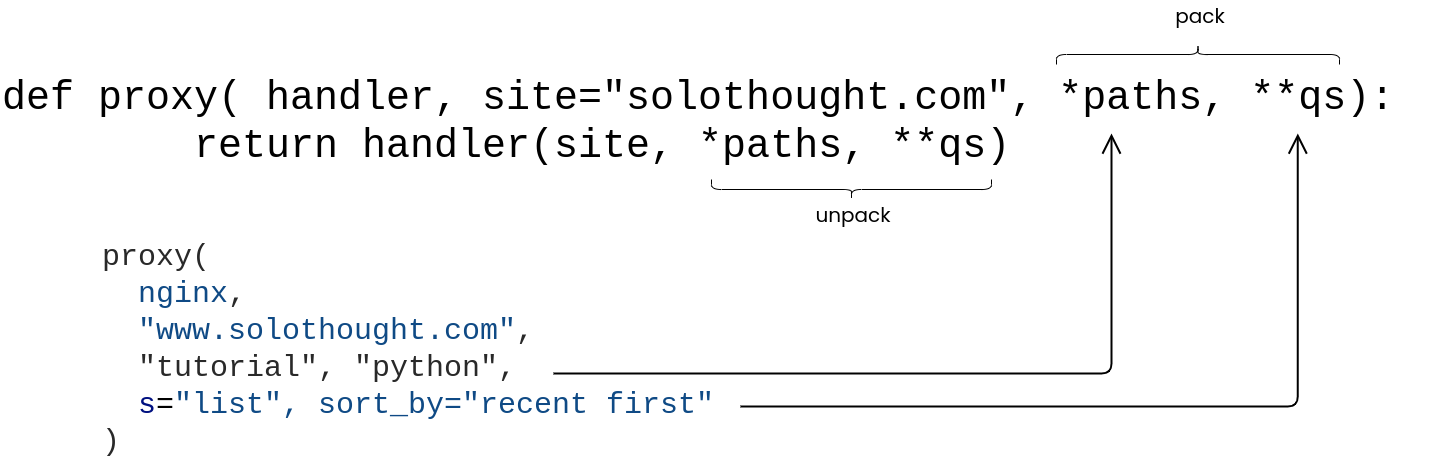 pack
def proxy( handler, site="solothought.com", *paths, **qs):
return handler(site, *paths, **qs)
unpack
proxy(
nginx,
"www.solothought.com",
"tutorial", "python",
s="list", sort_by="recent first"
)